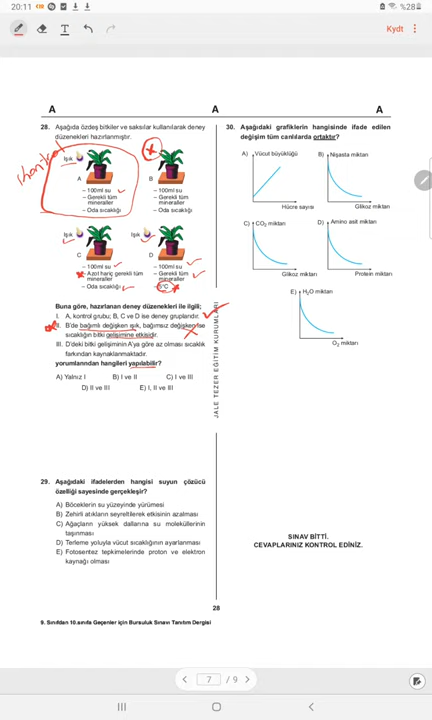 20:11
%28
Kydt
A A A
28. Aşağıda özdeş bitkiler ve saksılar kullanılarak deney
düzenekleri hazırlanmıştır.
Kontrol
Işık
A
– 100ml su
– Gerekli tüm
mineraller
– Oda sıcaklığı
B
– 100ml su
– Gerekli tüm
mineraller
– Oda sıcaklığı
Işık
C
– 100ml su
– Azot hariç gerekli tüm
mineraller
– Oda sıcaklığı
Işık
D
– 100ml su
– Gerekli tüm
mineraller
– 5°C
Buna göre, hazırlanan deney düzenekleri ile ilgili;
I. A, kontrol grubu; B, C ve D ise deney gruplarıdır.
II. B'de bağımlı değişken ışık, bağımsız değişken ise
sıcaklığın bitki gelişimine etkisidir.
III. D'deki bitki gelişiminin A'ya göre az olması sıcaklık
farkından kaynaklanmaktadır.
yorumlarından hangileri yapılabilir?
A) Yalnız I B) I ve II C) I ve III
D) II ve III E) I, II ve III
29. Aşağıdaki ifadelerden hangisi suyun çözücü
özelliği sayesinde gerçekleşir?
A) Böceklerin su yüzeyinde yürümesi
B) Zehirli atıkların seyreltilerek etkisinin azalması
C) Ağaçların yüksek dallarına su moleküllerinin
taşınması
D) Terleme yoluyla vücut sıcaklığının ayarlanması
E) Fotosentez tepkimelerinde proton ve elektron
kaynağı olması
JALE TEZER EĞİTİM KURUMLARI
30. Aşağıdaki grafiklerin hangisinde ifade edilen
değişim tüm canlılarda ortaktır?
A) Vücut büyüklüğü
Hücre sayısı
B) Nişasta miktarı
Glikoz miktarı
C) CO2 miktarı
Glikoz miktarı
D) Amino asit miktarı
Protein miktarı
E) H2O miktarı
O2 miktarı
SINAV BİTTİ.
CEVAPLARINIZ KONTROL EDİNİZ.
28
9. Sınıfdan 10.sınıfa Geçenler için Bursluluk Sınavı Tanıtım Dergisi
7 / 9